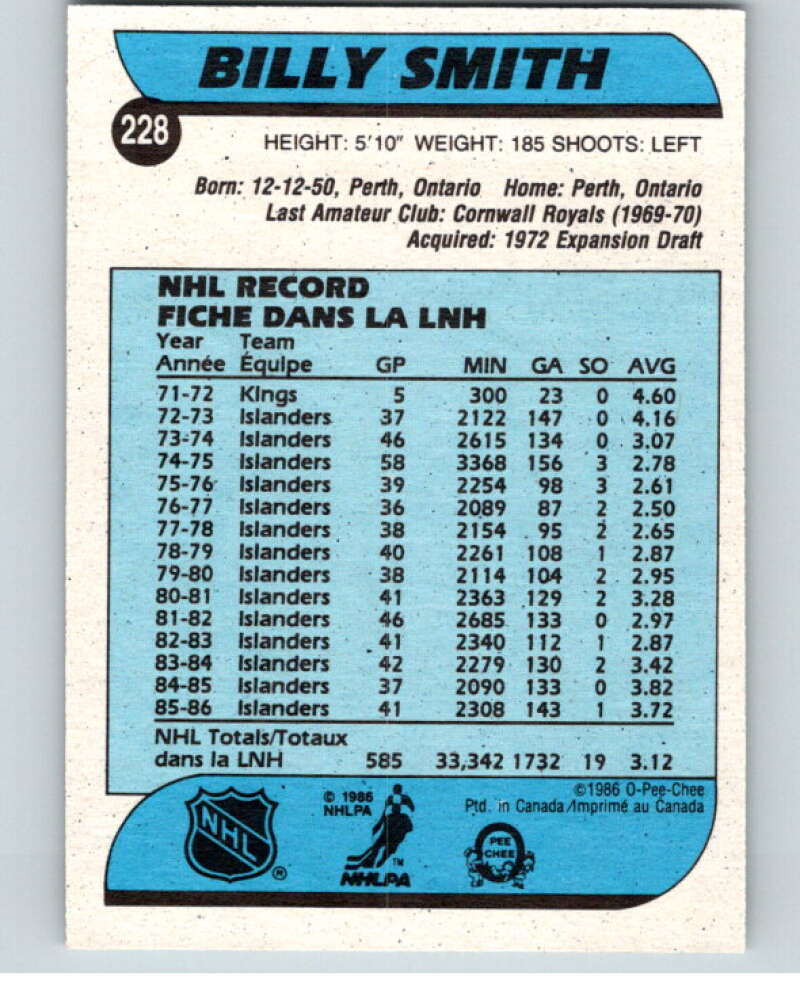 BILLY SMITH
228
HEIGHT: 5'10" WEIGHT: 185 SHOOTS: LEFT
Born: 12-12-50, Perth, Ontario Home: Perth, Ontario
Last Amateur Club: Cornwall Royals (1969-70)
Acquired: 1972 Expansion Draft
NHL RECORD
FICHE DANS LA LNH
Year Team
Année Équipe GP MIN GA SO AVG
71-72 Kings 5 300 23 0 4.60
72-73 Islanders 37 2122 147 0 4.16
73-74 Islanders 46 2615 134 0 3.07
74-75 Islanders 58 3368 156 3 2.78
75-76 Islanders 39 2254 98 3 2.61
76-77 Islanders 36 2089 87 2 2.50
77-78 Islanders 38 2154 95 2 2.65
78-79 Islanders 40 2261 108 1 2.87
79-80 Islanders 38 2114 104 2 2.95
80-81 Islanders 41 2363 129 2 3.28
81-82 Islanders 46 2685 133 0 2.97
82-83 Islanders 41 2340 112 1 2.87
83-84 Islanders 42 2279 130 2 3.42
84-85 Islanders 37 2090 133 0 3.82
85-86 Islanders 41 2308 143 1 3.72
NHL Totals/Totaux
dans la LNH 585 33,342 1732 19 3.12
©1986 O-Pee-Chee
Ptd. in Canada/Imprimé au Canada
© 1986
NHLPA
NHL ®
TM
NHLPA
PEE
CHEE